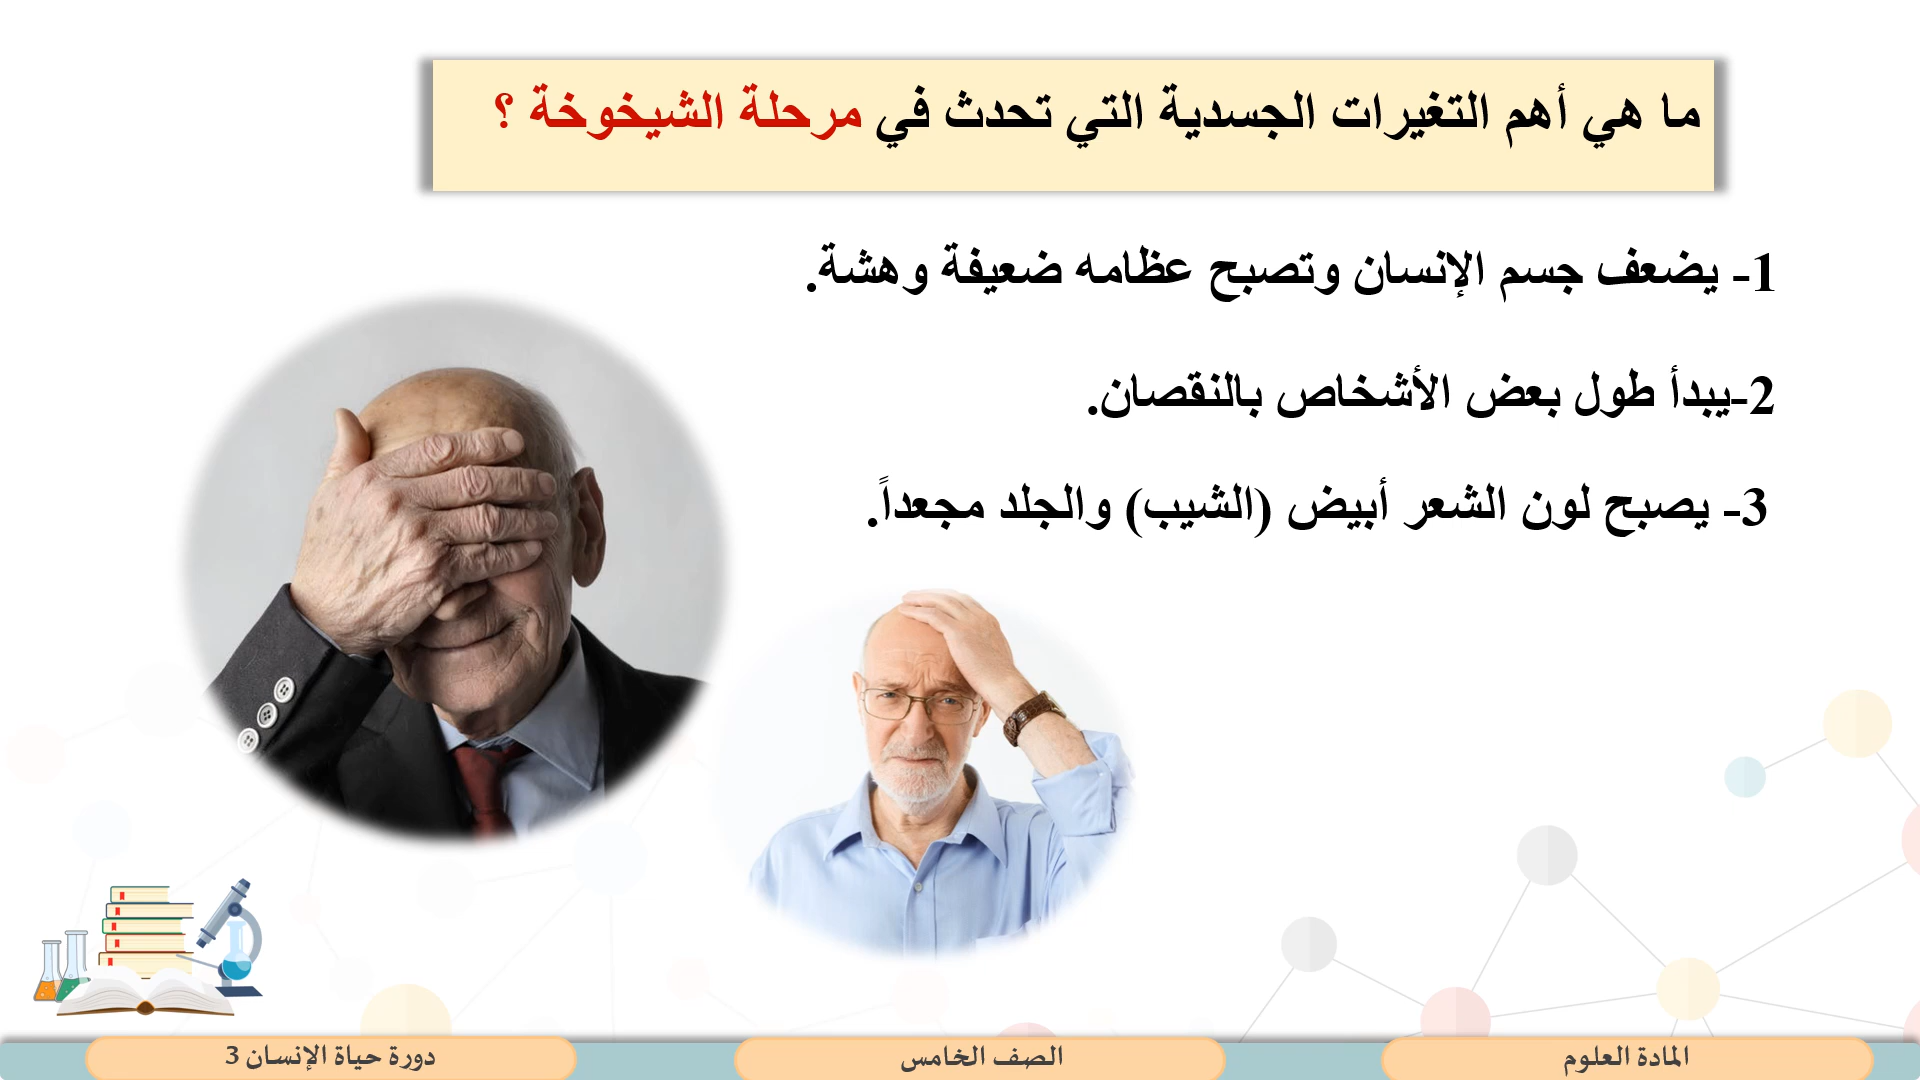 ما هي أهم التغيرات الجسدية التي تحدث في مرحلة الشيخوخة ؟
1- يضعف جسم الإنسان وتصبح عظامه ضعيفة وهشة.
2-يبدأ طول بعض الأشخاص بالنقصان.
3- يصبح لون الشعر أبيض (الشيب) والجلد مجعداً.
المادة العلوم
الصف الخامس
دورة حياة الإنسان 3